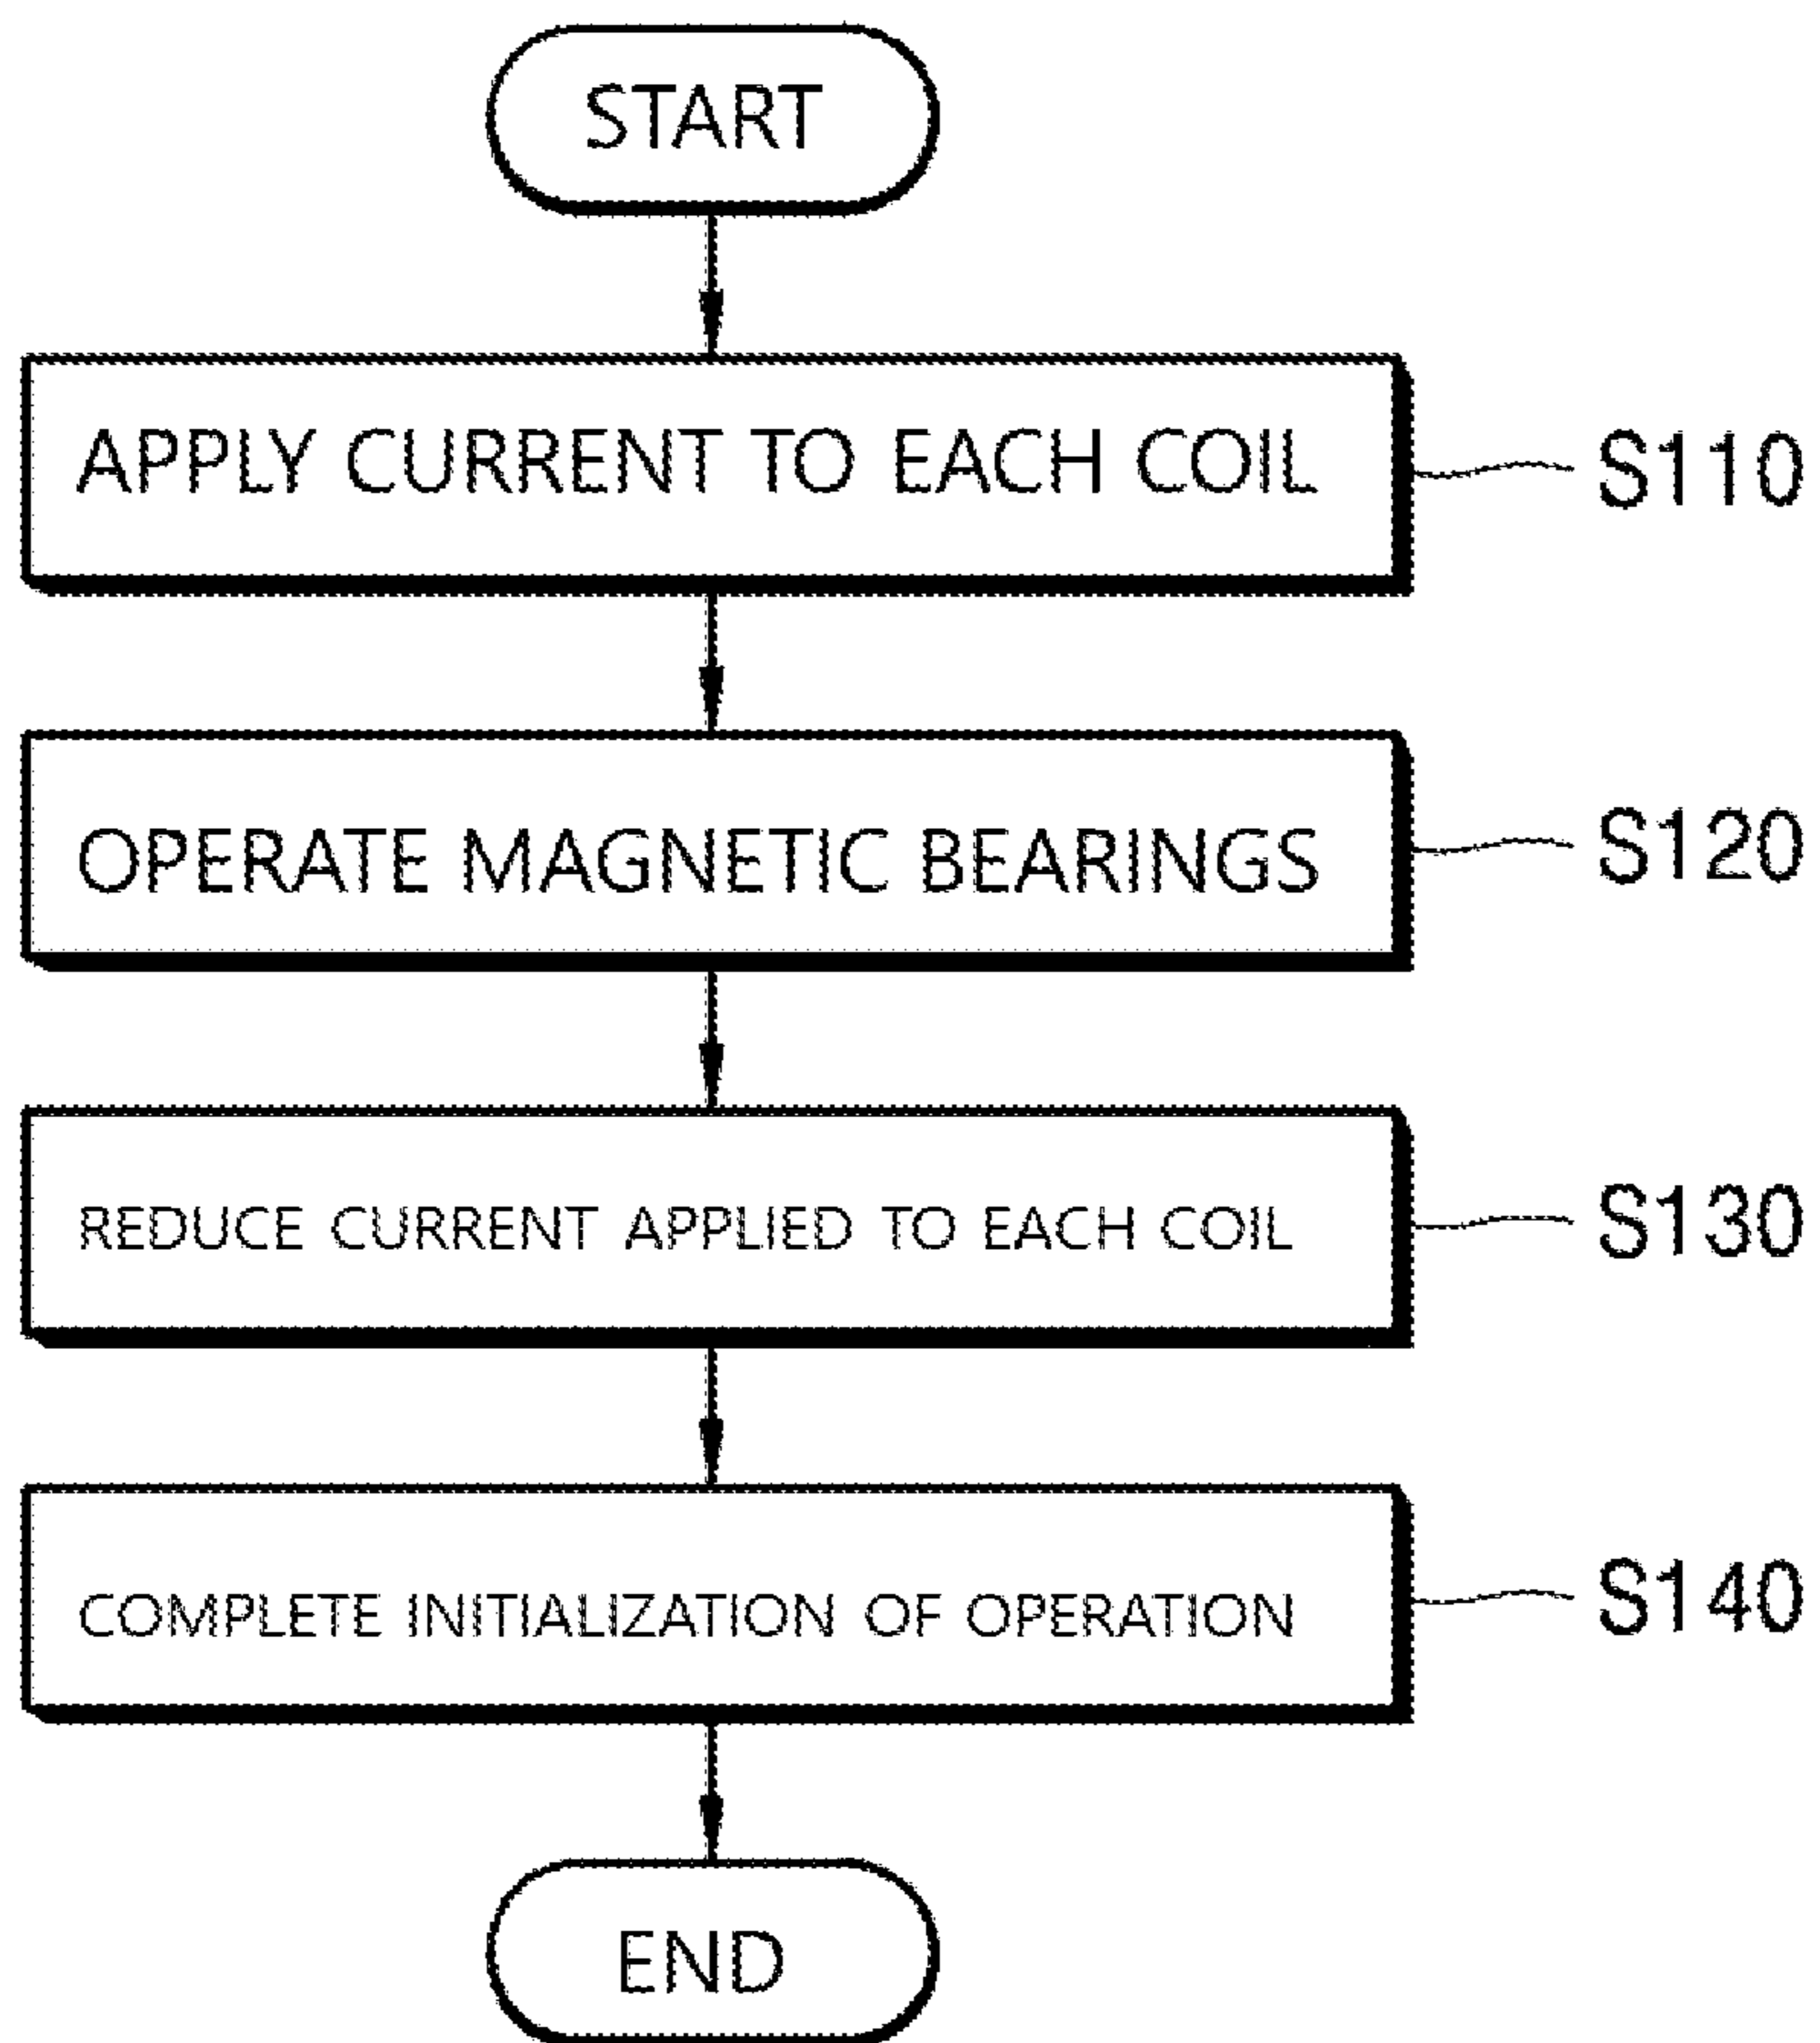 START
APPLY CURRENT TO EACH COIL
S110
OPERATE MAGNETIC BEARINGS
S120
REDUCE CURRENT APPLIED TO EACH COIL
S130
COMPLETE INITIALIZATION OF OPERATION
S140
END